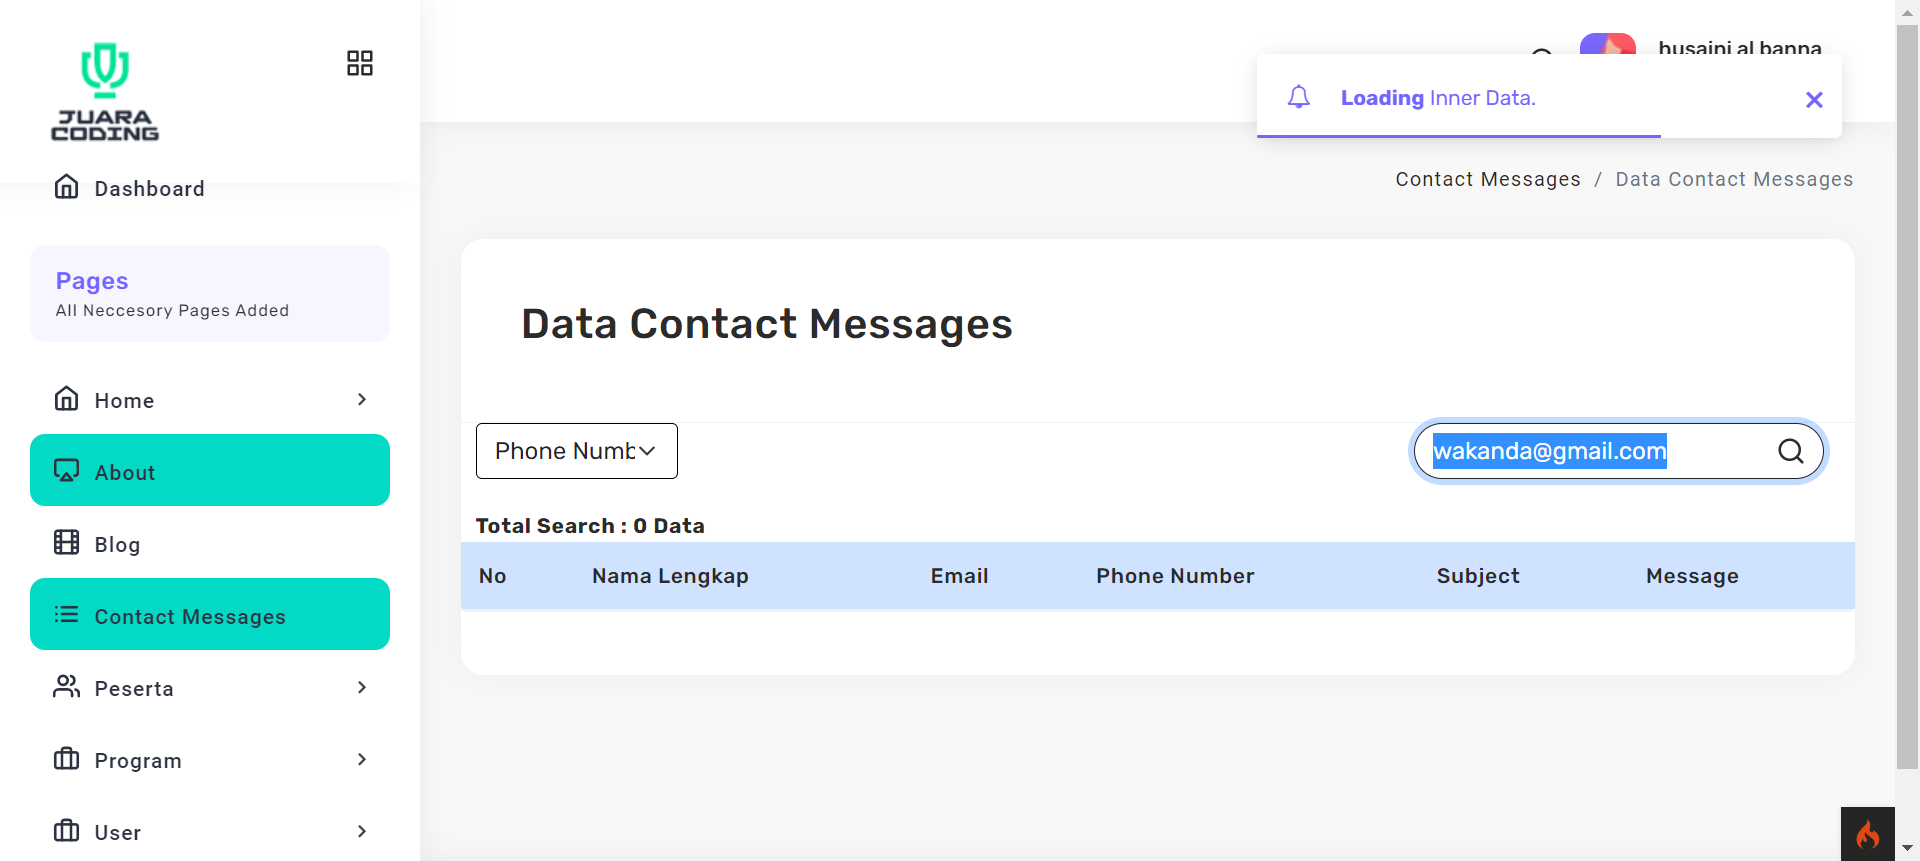 JUARA
CODING
husaini al banna
Loading Inner Data.
Contact Messages / Data Contact Messages
Dashboard
Pages
All Neccesory Pages Added
Home
About
Blog
Contact Messages
Peserta
Program
User
Data Contact Messages
Phone Numb
wakanda@gmail.com
Total Search : 0 Data
No Nama Lengkap Email Phone Number Subject Message